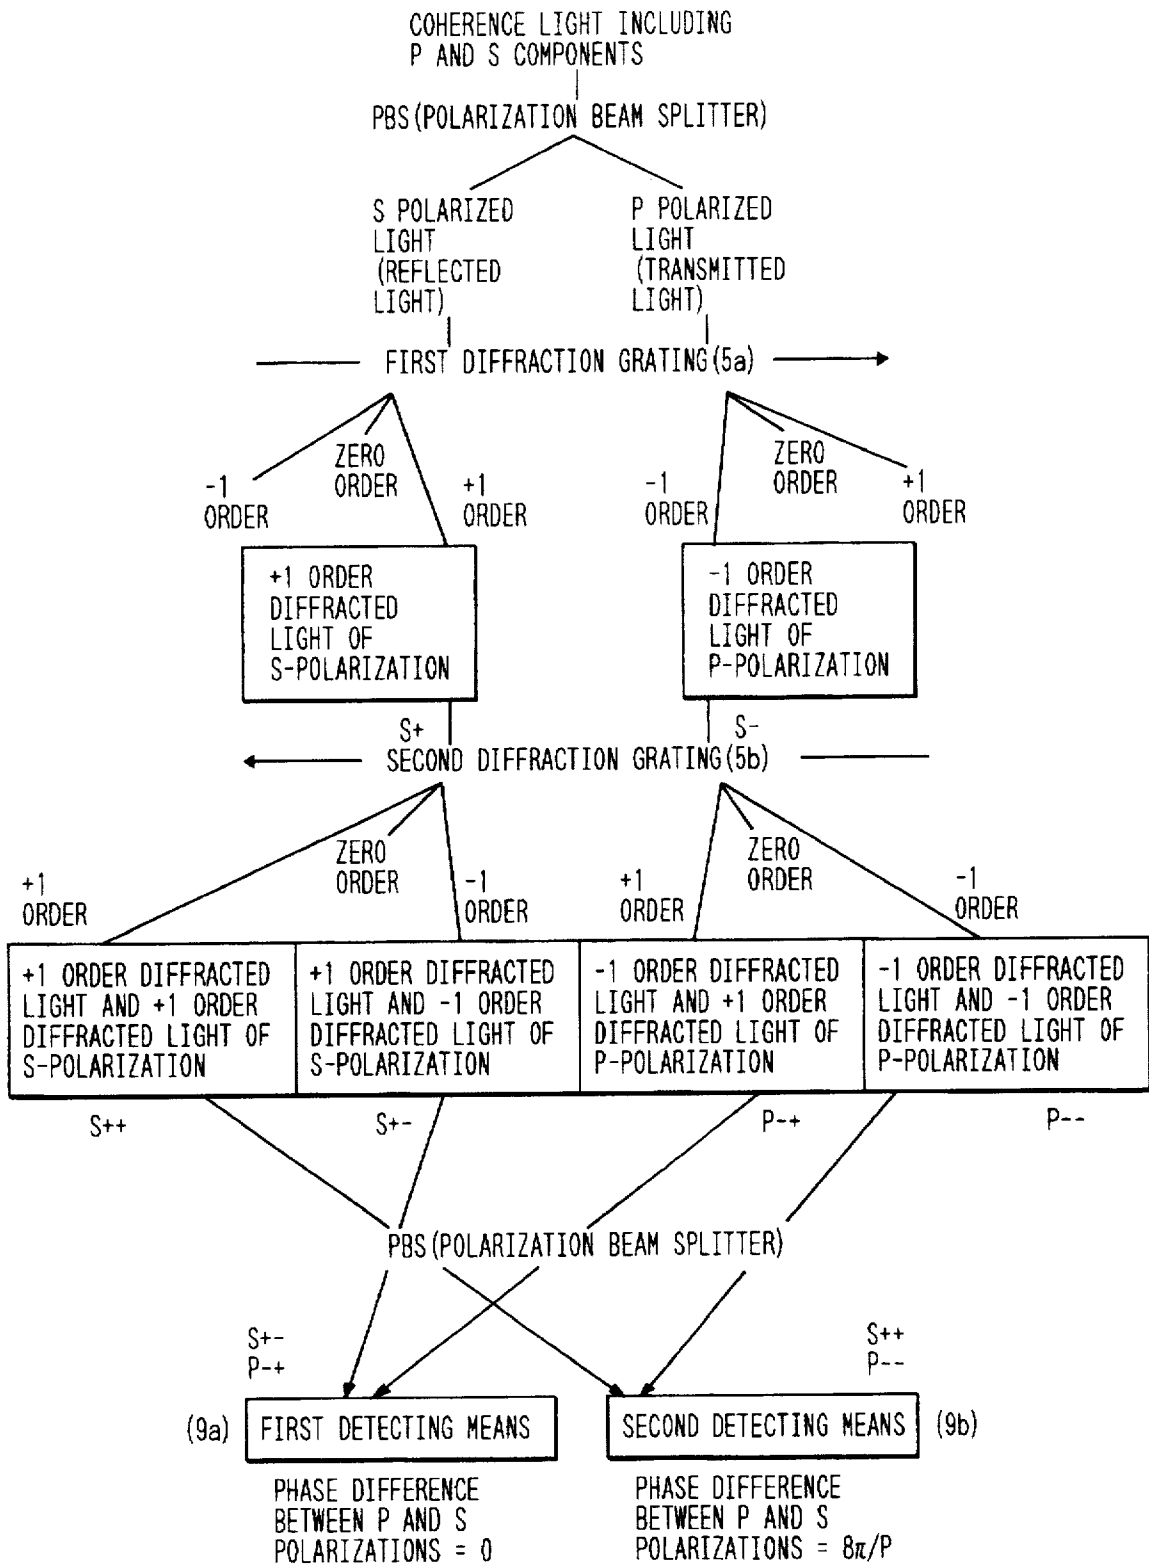 COHERENCE LIGHT INCLUDING
P AND S COMPONENTS
PBS(POLARIZATION BEAM SPLITTER)
S POLARIZED
LIGHT
(REFLECTED
LIGHT)
P POLARIZED
LIGHT
(TRANSMITTED
LIGHT)
FIRST DIFFRACTION GRATING(5a)
-1
ORDER
ZERO
ORDER
+1
ORDER
-1
ORDER
ZERO
ORDER
+1
ORDER
+1 ORDER
DIFFRACTED
LIGHT OF
S-POLARIZATION
-1 ORDER
DIFFRACTED
LIGHT OF
P-POLARIZATION
S+
S-
SECOND DIFFRACTION GRATING(5b)
+1
ORDER
ZERO
ORDER
-1
ORDER
+1
ORDER
ZERO
ORDER
-1
ORDER
+1 ORDER DIFFRACTED
LIGHT AND +1 ORDER
DIFFRACTED LIGHT OF
S-POLARIZATION
+1 ORDER DIFFRACTED
LIGHT AND -1 ORDER
DIFFRACTED LIGHT OF
S-POLARIZATION
-1 ORDER DIFFRACTED
LIGHT AND +1 ORDER
DIFFRACTED LIGHT OF
P-POLARIZATION
-1 ORDER DIFFRACTED
LIGHT AND -1 ORDER
DIFFRACTED LIGHT OF
P-POLARIZATION
S++
S+-
P-+
P--
PBS(POLARIZATION BEAM SPLITTER)
S+-
P-+
S++
P--
(9a)
FIRST DETECTING MEANS
SECOND DETECTING MEANS
(9b)
PHASE DIFFERENCE
BETWEEN P AND S
POLARIZATIONS = 0
PHASE DIFFERENCE
BETWEEN P AND S
POLARIZATIONS = 8π/P